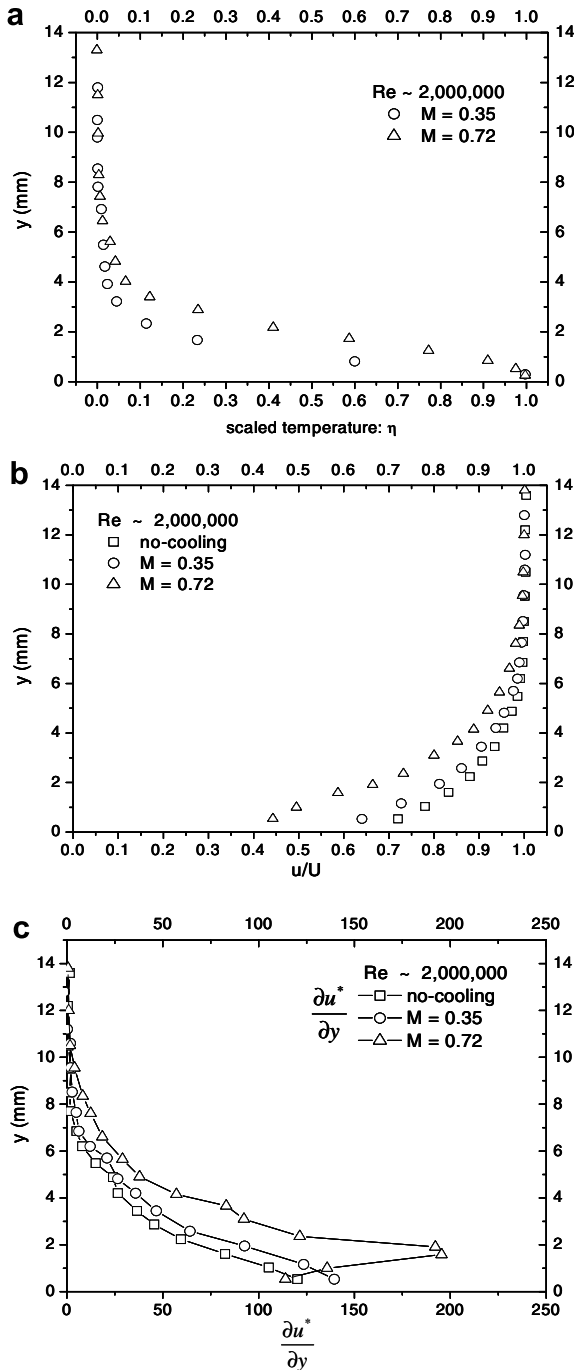 a
0.0 0.1 0.2 0.3 0.4 0.5 0.6 0.7 0.8 0.9 1.0
14 14
12 12
10 10
8 8
6 6
4 4
2 2
0 0
y (mm)
Re ~ 2,000,000
M = 0.35
M = 0.72
0.0 0.1 0.2 0.3 0.4 0.5 0.6 0.7 0.8 0.9 1.0
scaled temperature: η
b
0.0 0.1 0.2 0.3 0.4 0.5 0.6 0.7 0.8 0.9 1.0
14 14
12 12
10 10
8 8
6 6
4 4
2 2
0 0
y (mm)
Re ~ 2,000,000
no-cooling
M = 0.35
M = 0.72
0.0 0.1 0.2 0.3 0.4 0.5 0.6 0.7 0.8 0.9 1.0
u/U
c
0 50 100 150 200 250
14 14
12 12
10 10
8 8
6 6
4 4
2 2
0 0
y (mm)
Re ~ 2,000,000
∂u*
∂y
no-cooling
M = 0.35
M = 0.72
0 50 100 150 200 250
∂u*
∂y